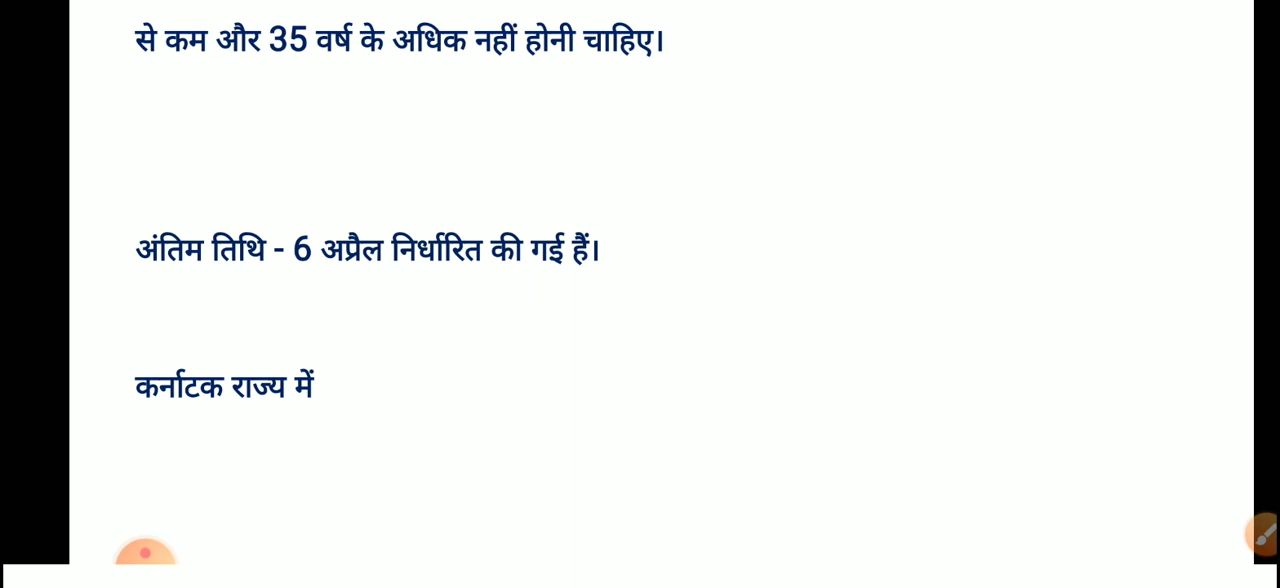 से कम और 35 वर्ष के अधिक नहीं होनी चाहिए।
अंतिम तिथि - 6 अप्रैल निर्धारित की गई हैं।
कर्नाटक राज्य में